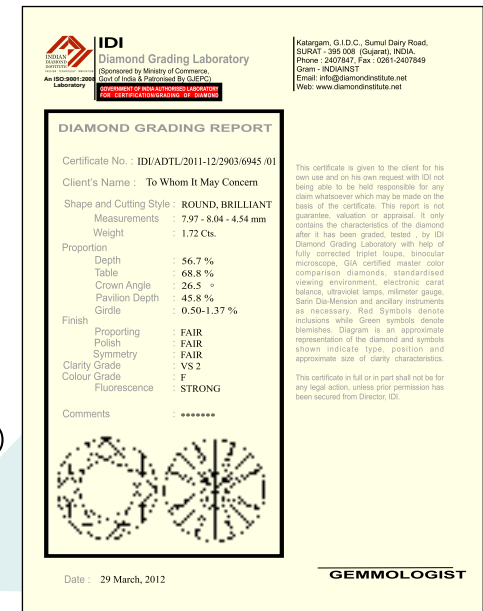 INDIAN
DIAMOND
INSTITUTE
An ISO:9001:2008
Laboratory
IDI
Diamond Grading Laboratory
(Sponsored by Ministry of Commerce,
Govt of India & Patronised By GJEPC)
GOVERNMENT OF INDIA AUTHORISED LABORATORY
FOR CERTIFICATION/GRADING OF DIAMOND
Katargam, G.I.D.C., Sumul Dairy Road,
SURAT - 395 008 (Gujarat), INDIA.
Phone : 2407847, Fax : 0261-2407849
Gram - INDIAINST
Email: info@diamondinstitute.net
Web: www.diamondinstitute.net
DIAMOND GRADING REPORT
Certificate No. : IDI/ADTL/2011-12/2903/6945 /01
Client's Name : To Whom It May Concern
Shape and Cutting Style : ROUND, BRILLIANT
Measurements : 7.97 - 8.04 - 4.54 mm
Weight : 1.72 Cts.
Proportion
Depth : 56.7 %
Table : 68.8 %
Crown Angle : 26.5 °
Pavilion Depth : 45.8 %
Girdle : 0.50-1.37 %
Finish
Proporting : FAIR
Polish : FAIR
Symmetry : FAIR
Clarity Grade : VS 2
Colour Grade : F
Fluorescence : STRONG
Comments : *******
This certificate is given to the client for his
own use and on his own request with IDI not
being able to be held responsible for any
claim whatsoever which may be made on the
basis of the certificate. This report is not
guarantee, valuation or appraisal. It only
contains the characteristics of the diamond
after it has been graded, tested , by IDI
Diamond Grading Laboratory with help of
fully corrected triplet loupe, binocular
microscope, GIA certified master color
comparison diamonds, standardised
viewing environment, electronic carat
balance, ultraviolet lamps, milimeter gauge,
Sarin Dia-Mension and ancillary instruments
as necessary. Red Symbols denote
inclusions while Green symbols denote
blemishes. Diagram is an approximate
representation of the diamond and symbols
shown indicate type, position and
approximate size of clarity characteristics.
This certificate in full or in part shall not be for
any legal action, unless prior permission has
been secured from Director, IDI.
Date : 29 March, 2012
GEMMOLOGIST